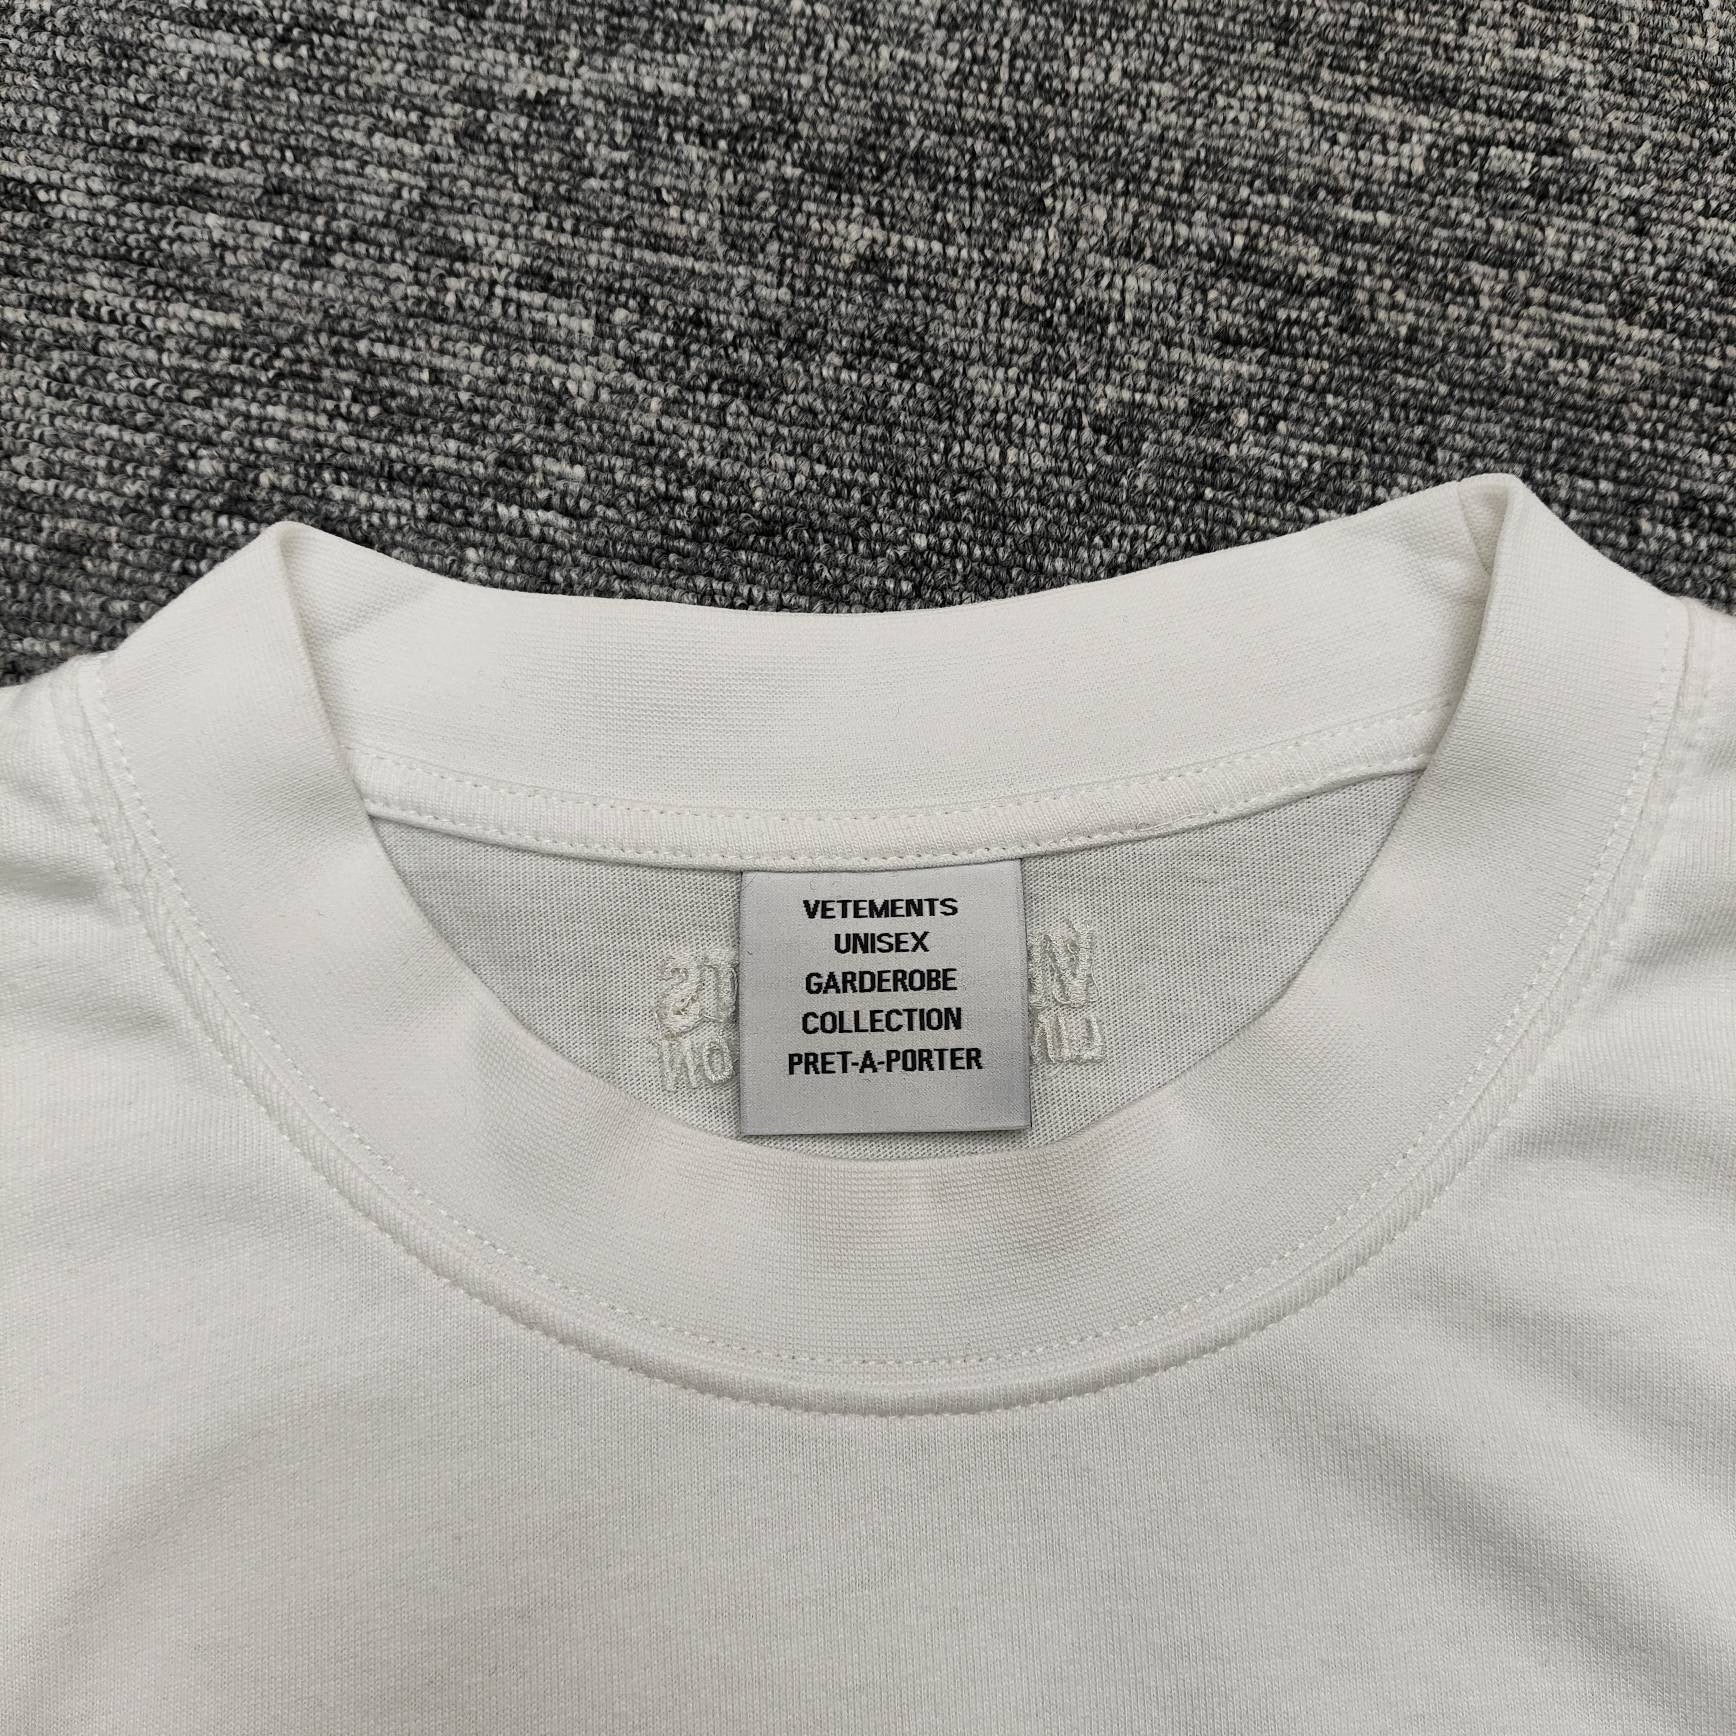 VETEMENTS
UNISEX
GARDEROBE
COLLECTION
PRET-A-PORTER